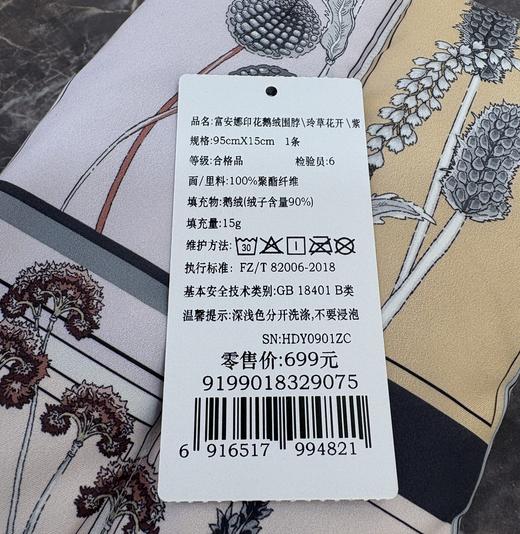 品名:富安娜印花鹅绒围脖\玲草花开\紫
规格:95cmX15cm 1条
等级:合格品 检验员:6
面/里料:100%聚酯纤维
填充物:鹅绒(绒子含量90%)
填充量:15g
维护方法: 30
执行标准: FZ/T 82006-2018
基本安全技术类别:GB 18401 B类
温馨提示:深浅色分开洗涤,不要浸泡
SN:HDY0901ZC
零售价:699元
9199018329075
6 916517 994821